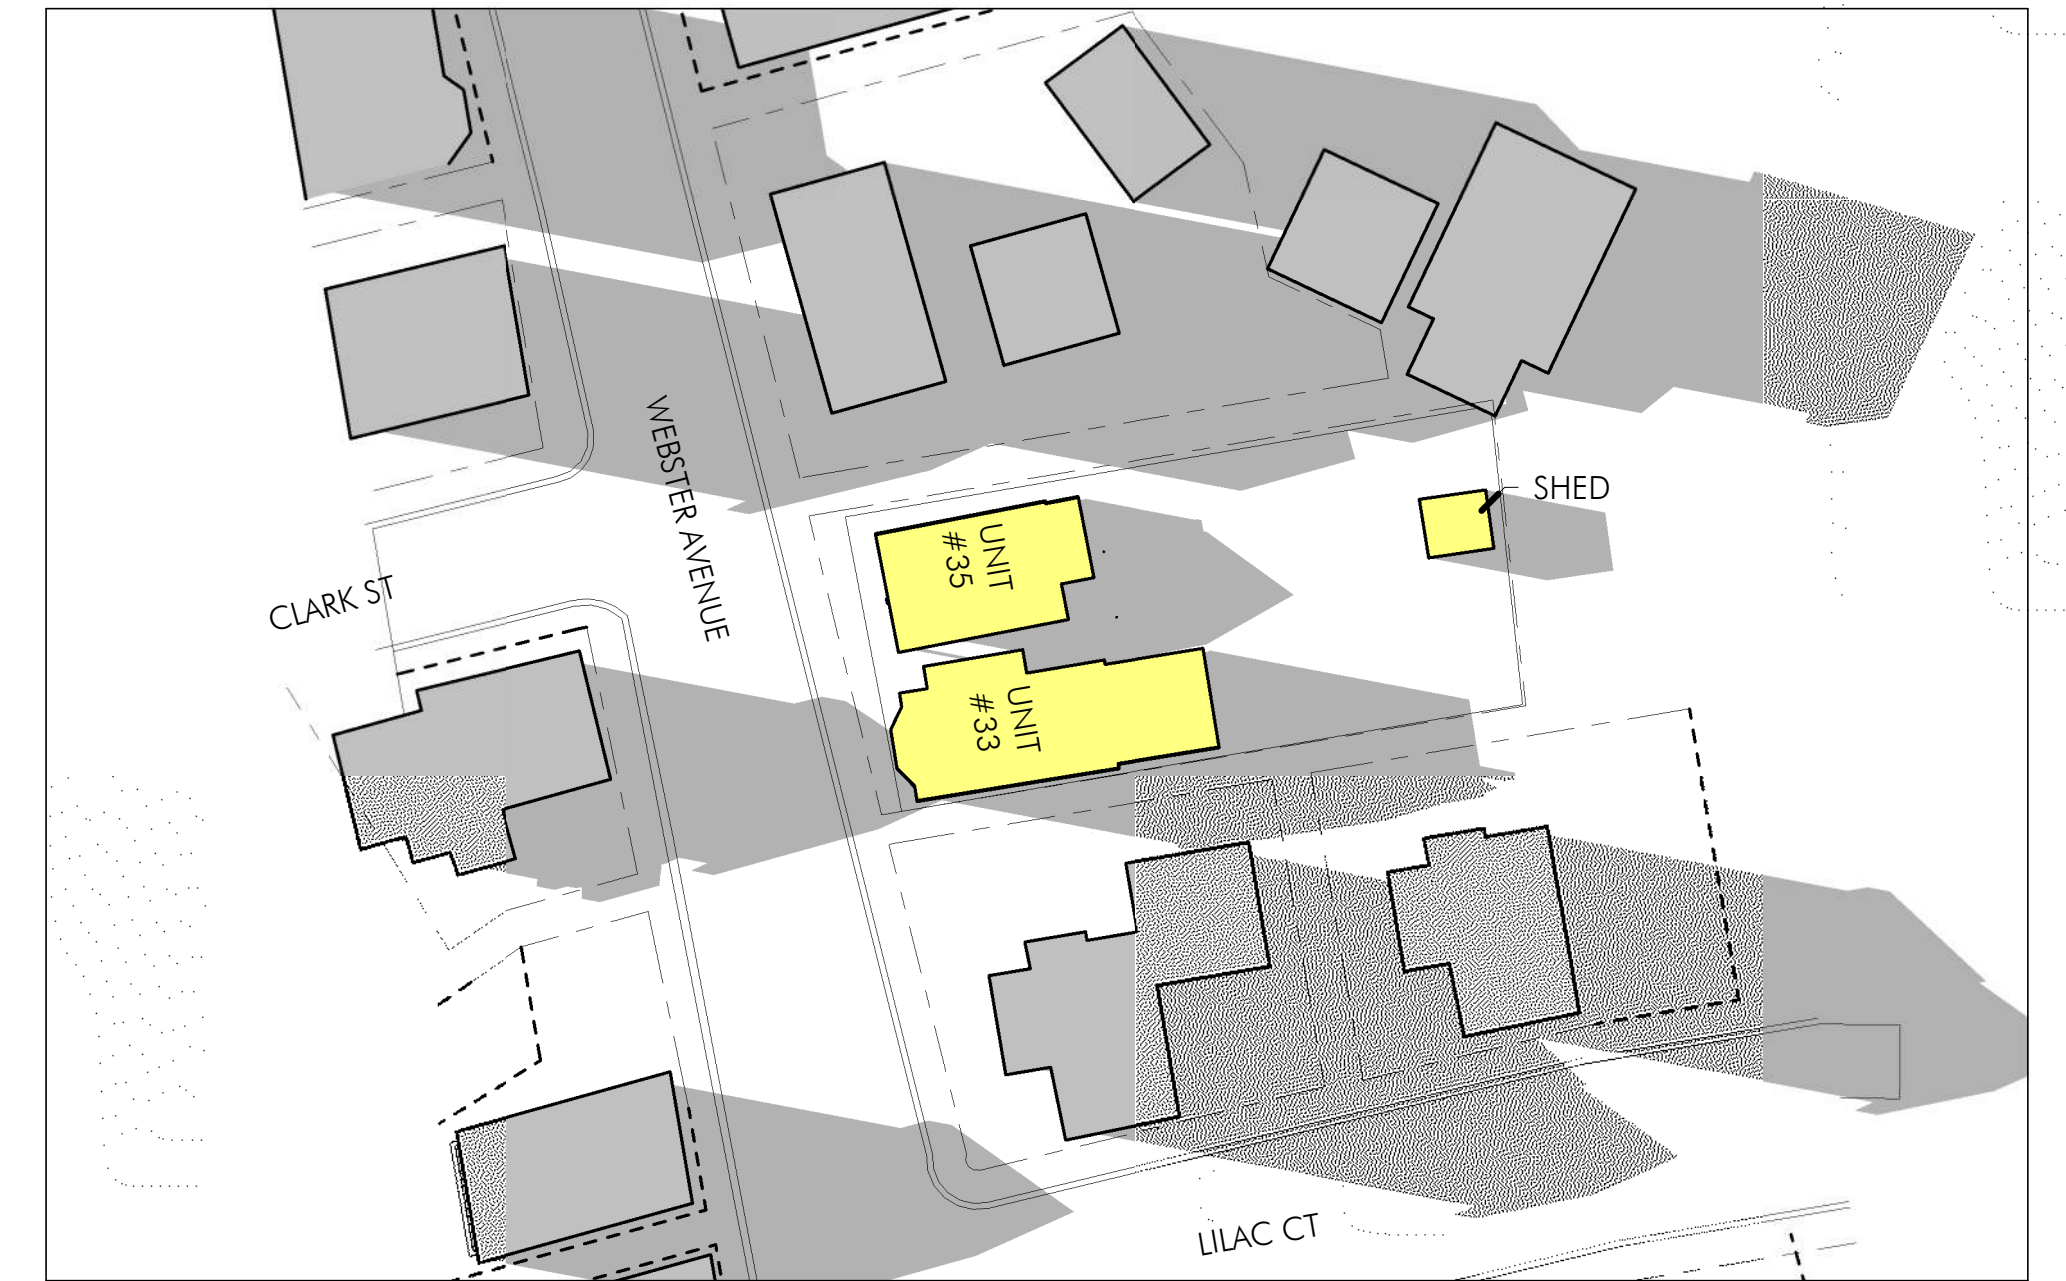 SHED
WEBSTER AVENUE
UNIT
#35
CLARK ST
UNIT
#33
LILAC CT